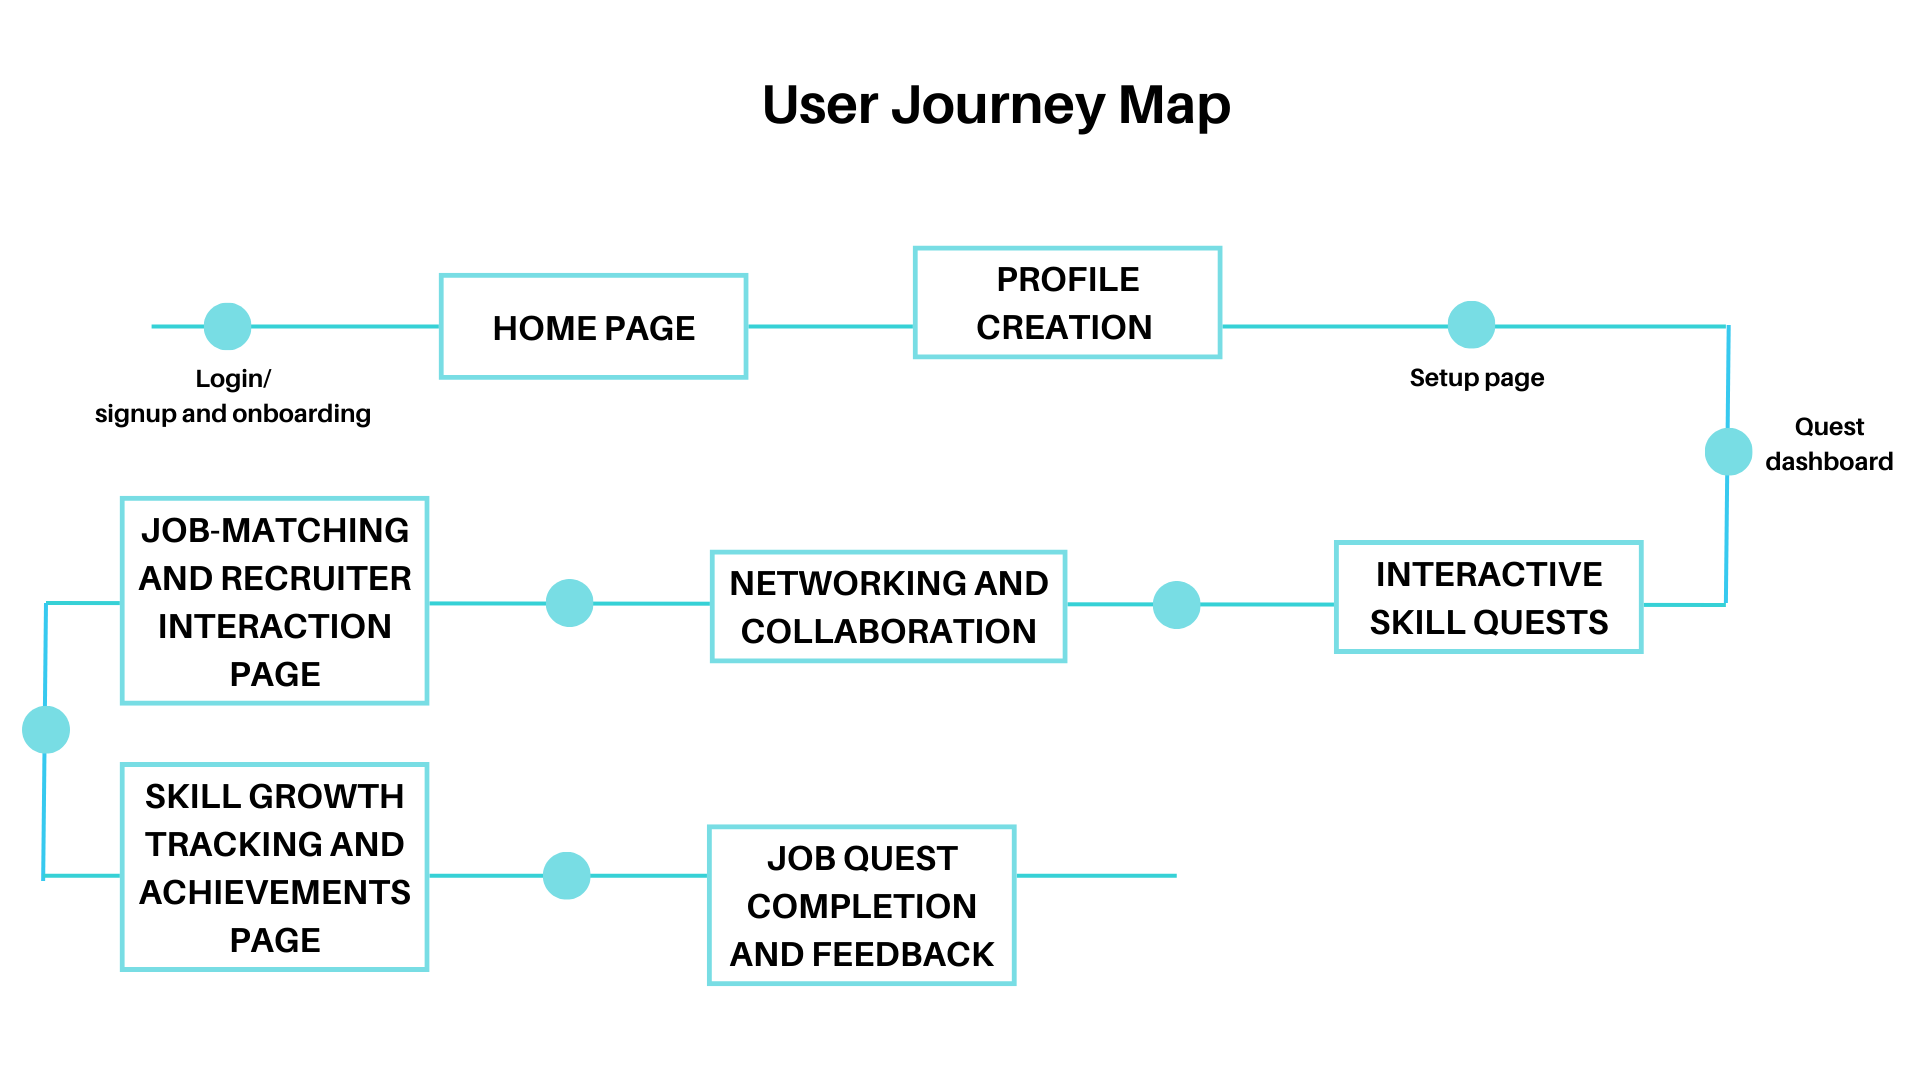 User Journey Map
HOME PAGE
PROFILE
CREATION
Login/
signup and onboarding
Setup page
Quest
dashboard
JOB-MATCHING
AND RECRUITER
INTERACTION
PAGE
NETWORKING AND
COLLABORATION
INTERACTIVE
SKILL QUESTS
SKILL GROWTH
TRACKING AND
ACHIEVEMENTS
PAGE
JOB QUEST
COMPLETION
AND FEEDBACK